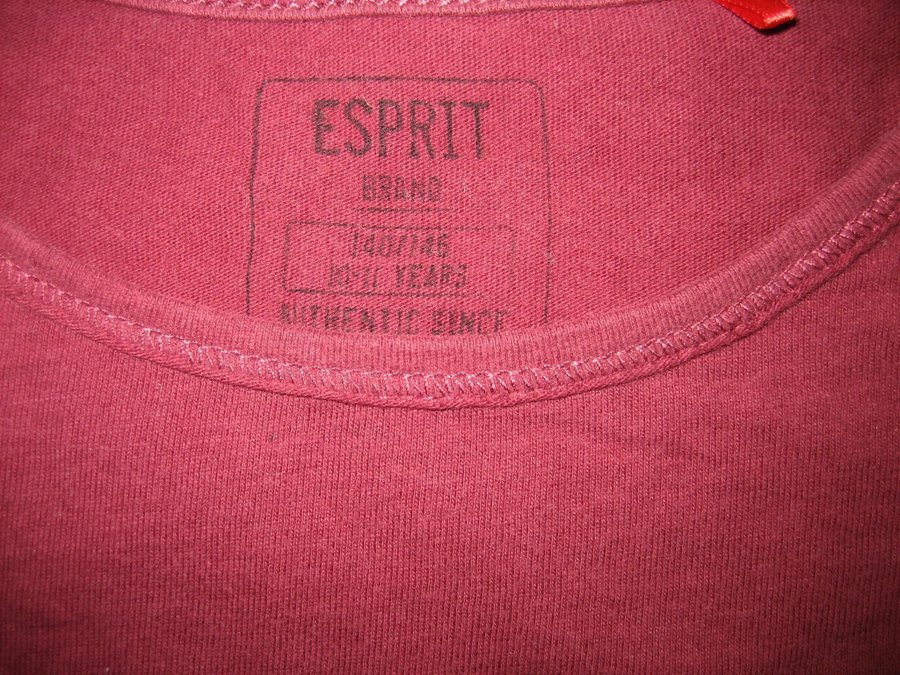 ESPRIT
BRAND
140/146
10-11 YEARS
AUTHENTIC SINCE